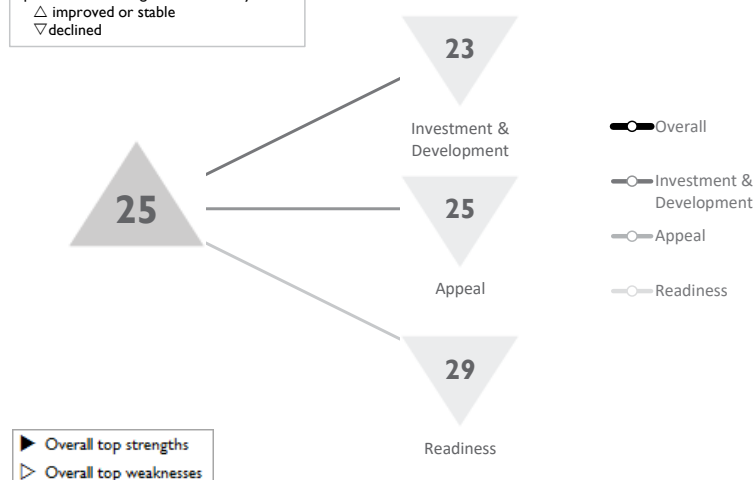 △ improved or stable
▽ declined
23
Investment &
Development
25
25
Appeal
29
Readiness
Overall
Investment &
Development
Appeal
Readiness
▶ Overall top strengths
▷ Overall top weaknesses